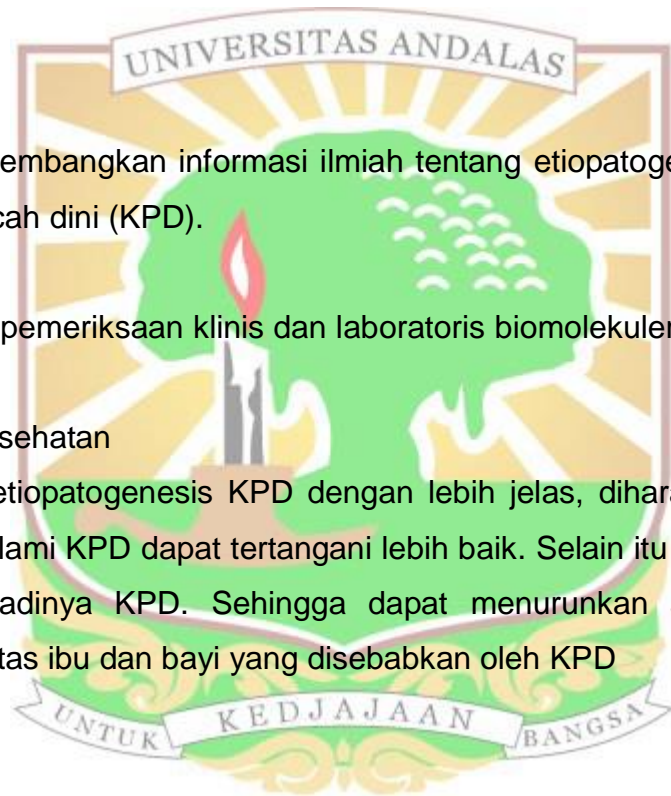 UNIVERSITAS ANDALAS
embangkan informasi ilmiah tentang etiopatoge
cah dini (KPD).
pemeriksaan klinis dan laboratoris biomolekuler
sehatan
etiopatogenesis KPD dengan lebih jelas, dihara
lami KPD dapat tertangani lebih baik. Selain itu
adinya KPD. Sehingga dapat menurunkan
tas ibu dan bayi yang disebabkan oleh KPD
UNTUK KEDJAJAAN BANGSA